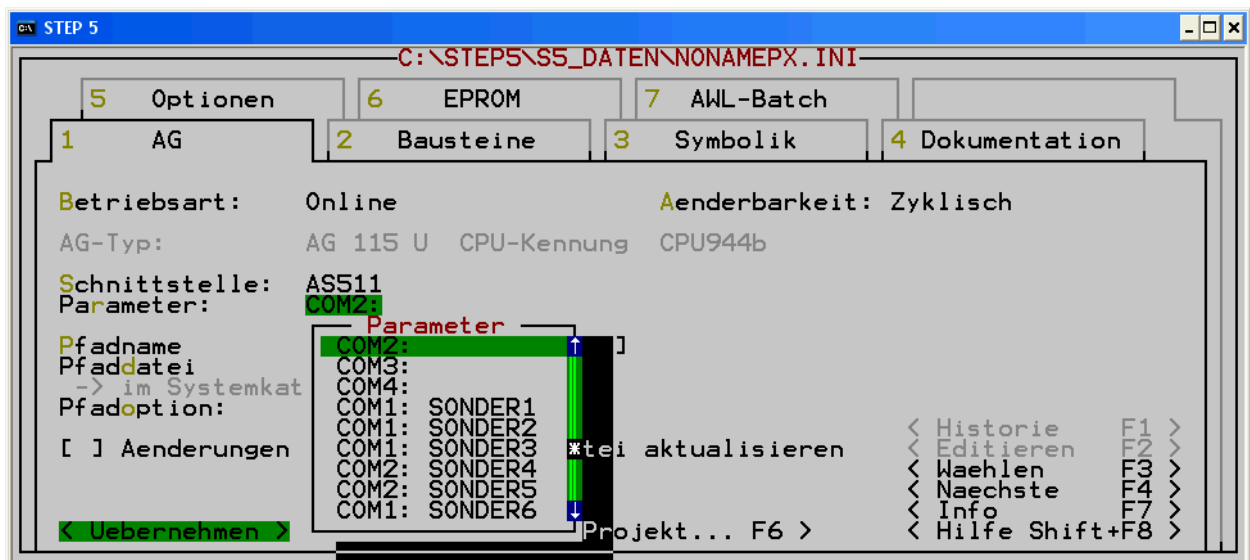 STEP 5
C:\STEP5\S5_DATEN\NONAMEPX.INI
5 Optionen 6 EPROM 7 AWL-Batch
1 AG 2 Bausteine 3 Symbolik 4 Dokumentation
Betriebsart: Online Aenderbarkeit: Zyklisch
AG-Typ: AG 115 U CPU-Kennung CPU944b
Schnittstelle: AS511
Parameter: COM2:
Parameter
Pfadname COM2: ]
Pfaddatei COM3:
-> im Systemkat COM4:
Pfadoption: COM1: SONDER1
COM1: SONDER2 < Historie F1 >
[ ] Aenderungen COM1: SONDER3 *tei aktualisieren < Editieren F2 >
COM2: SONDER4 < Waehlen F3 >
COM2: SONDER5 < Naechste F4 >
COM1: SONDER6 < Info F7 >
< Uebernehmen > Projekt... F6 > < Hilfe Shift+F8 >